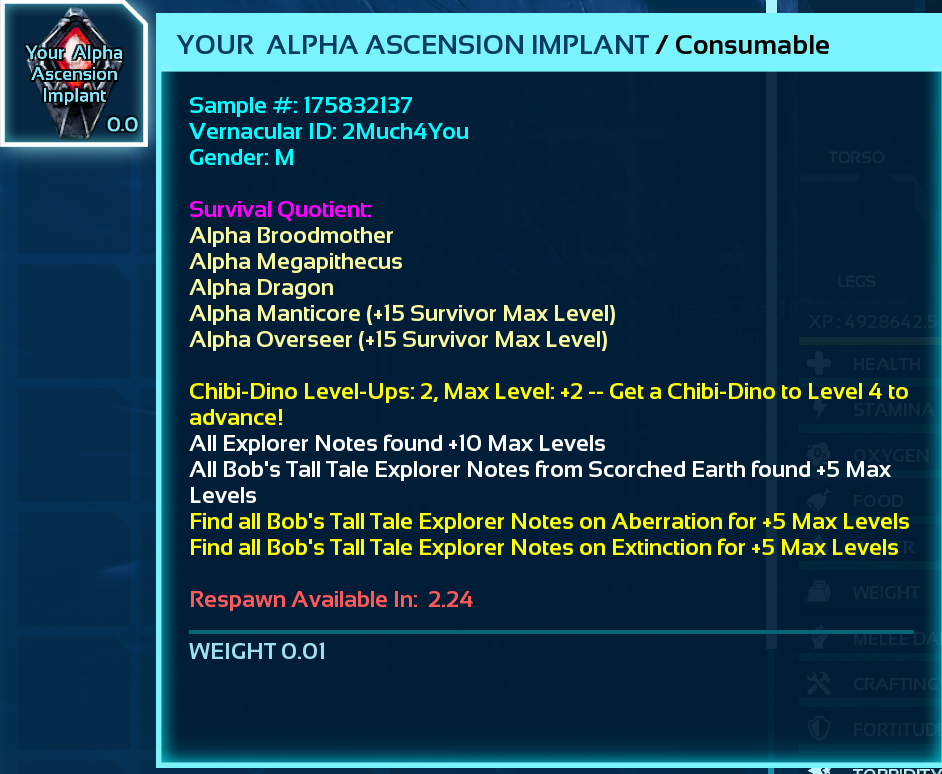 Your Alpha
Ascension
Implant
0.0
YOUR ALPHA ASCENSION IMPLANT / Consumable
Sample #: 175832137
Vernacular ID: 2Much4You
Gender: M
Survival Quotient:
Alpha Broodmother
Alpha Megapithecus
Alpha Dragon
Alpha Manticore (+15 Survivor Max Level)
Alpha Overseer (+15 Survivor Max Level)
Chibi-Dino Level-Ups: 2, Max Level: +2 -- Get a Chibi-Dino to Level 4 to
advance!
All Explorer Notes found +10 Max Levels
All Bob's Tall Tale Explorer Notes from Scorched Earth found +5 Max
Levels
Find all Bob's Tall Tale Explorer Notes on Aberration for +5 Max Levels
Find all Bob's Tall Tale Explorer Notes on Extinction for +5 Max Levels
Respawn Available In: 2.24
WEIGHT 0.01
TORSO
LEGS
XP: 4928642.5
HEALTH
STAMINA
OXYGEN
FOOD
WEIGHT
MELEE DA
CRAFTING
FORTITUD
TORPIDITY